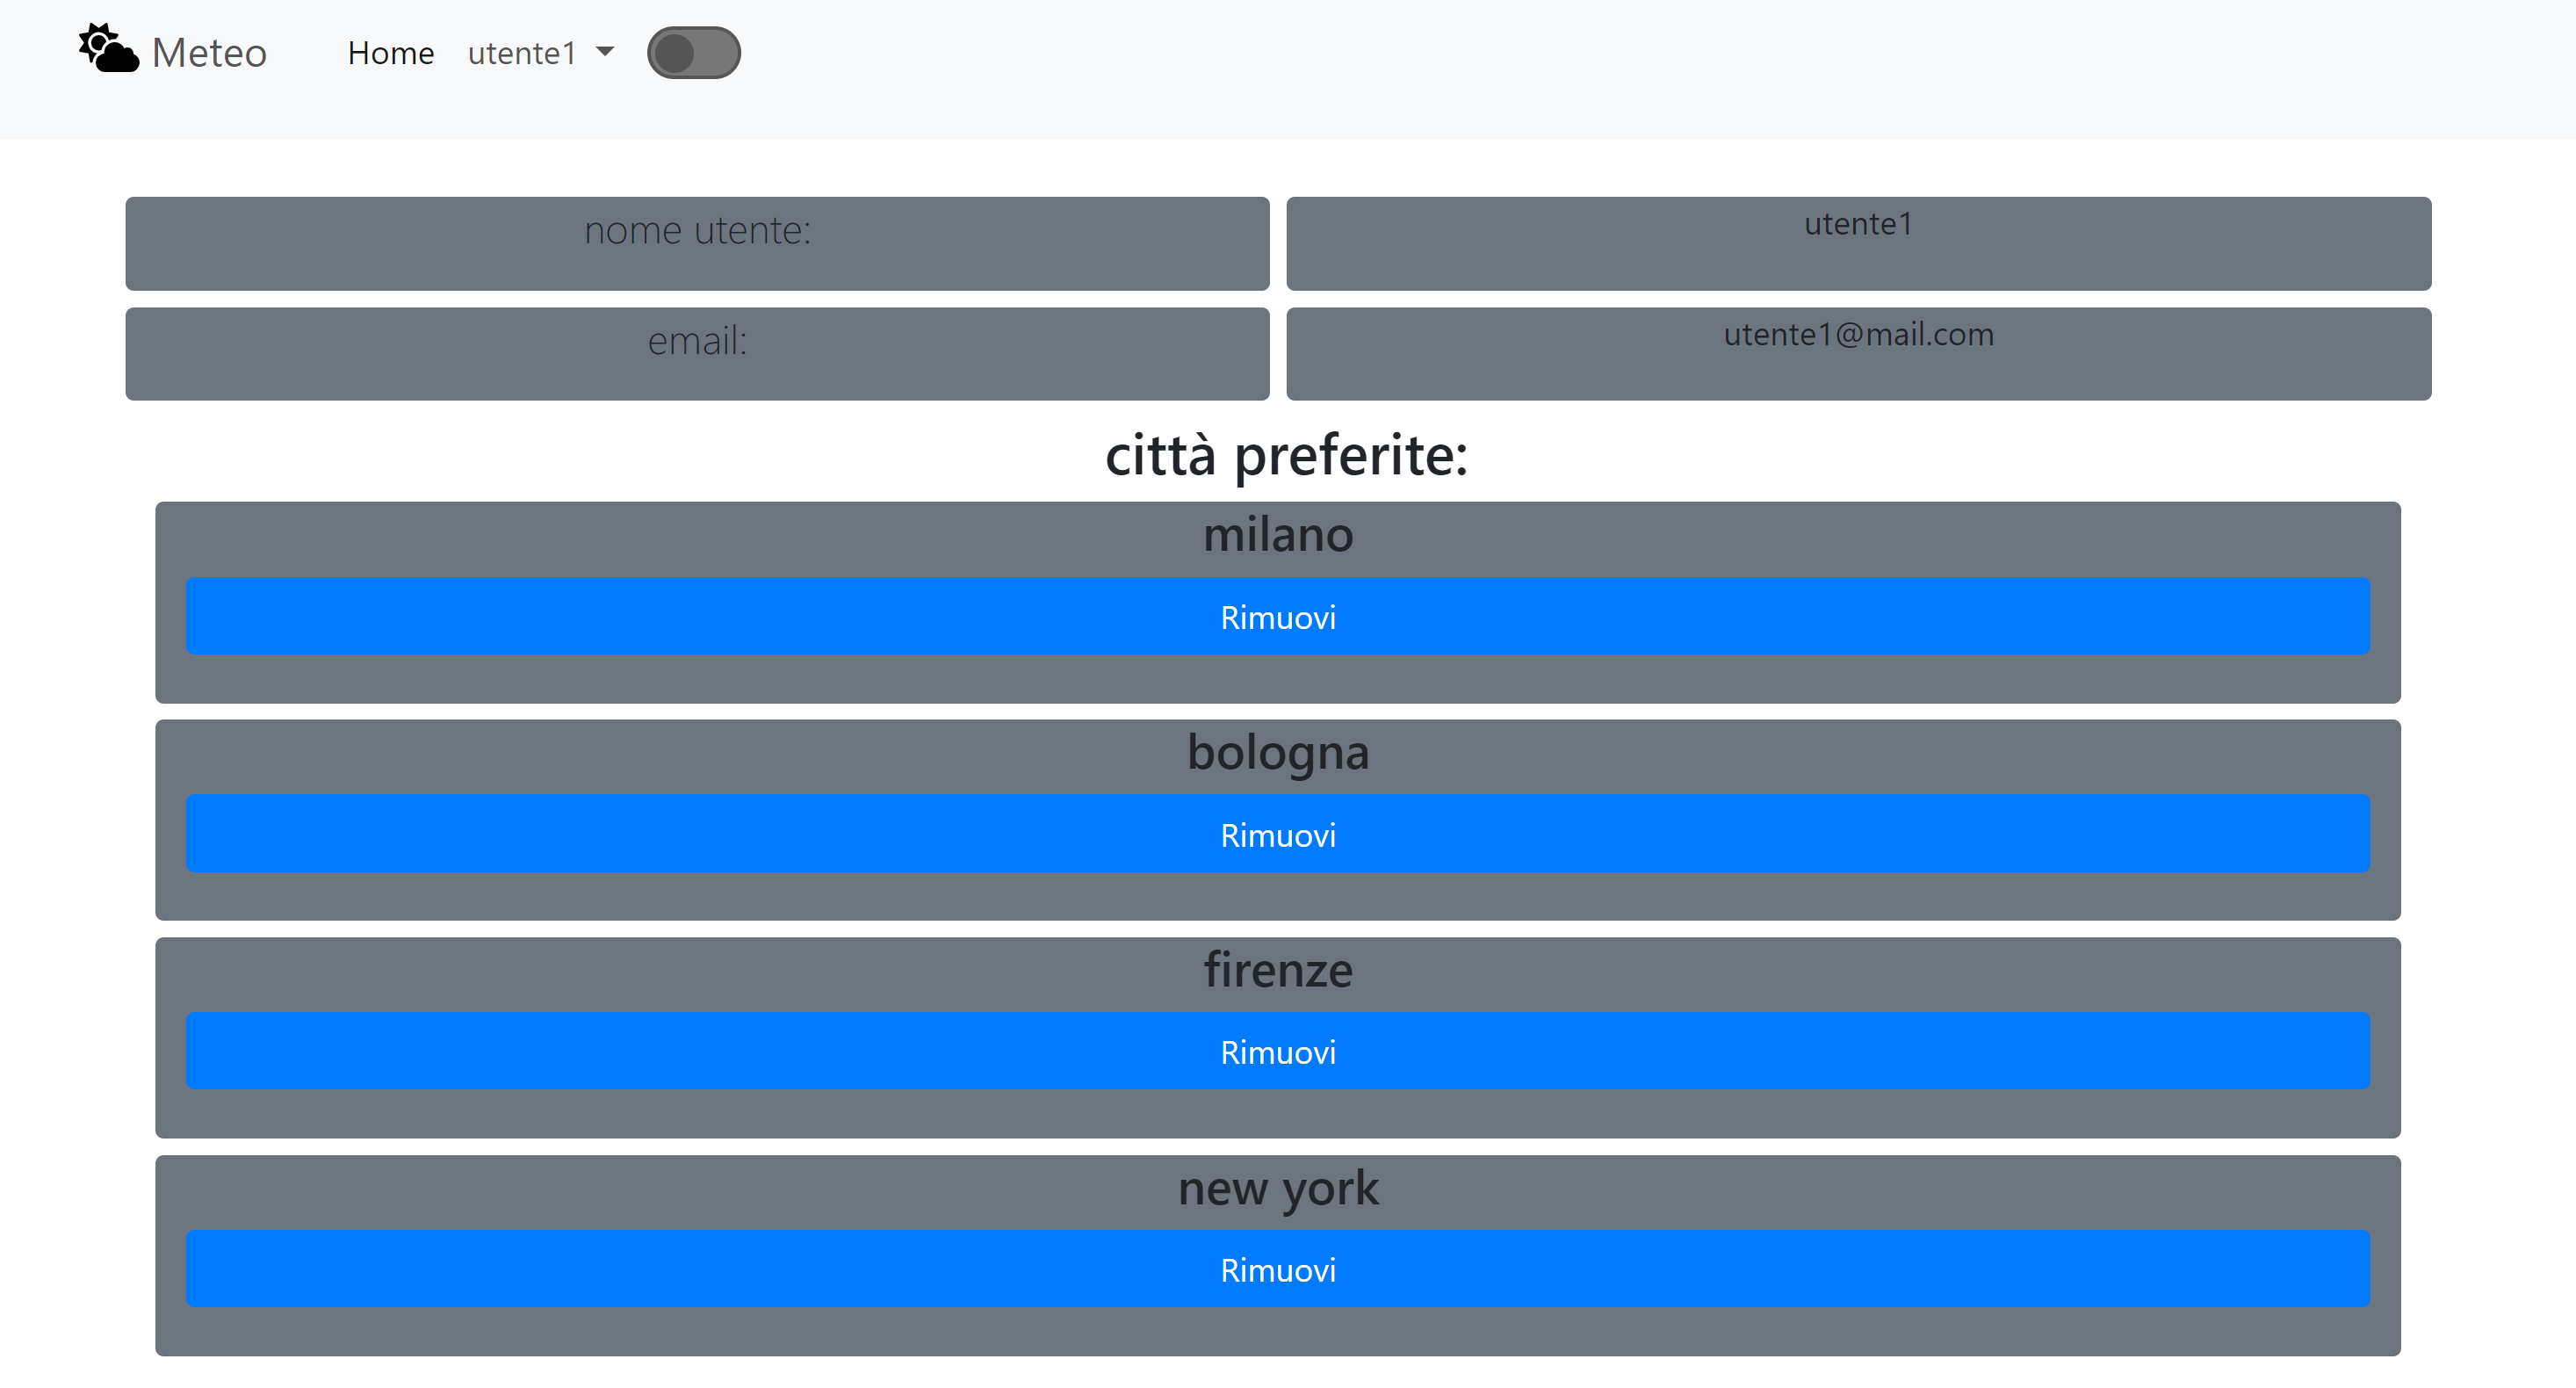 Meteo Home utente1
nome utente: utente1
email: utente1@mail.com
città preferite:
milano
Rimuovi
bologna
Rimuovi
firenze
Rimuovi
new york
Rimuovi